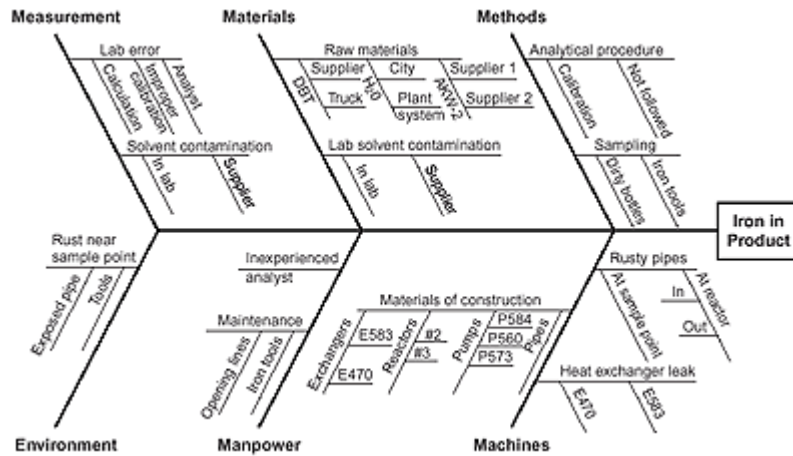 Measurement
Materials
Methods
Lab error
Calculation
Improper
calibration
Analyst
Solvent contamination
In lab
Supplier
Raw materials
DBT
Supplier
Truck
H20
City
Plant
system
AKW-2
Supplier 1
Supplier 2
Lab solvent contamination
In lab
Supplier
Analytical procedure
Calibration
Not followed
Sampling
Dirty bottles
Iron tools
Iron in
Product
Rust near
sample point
Exposed pipe
Tools
Inexperienced
analyst
Maintenance
Opening lines
Iron tools
Materials of construction
Exchangers
E583
E470
Reactors
#2
#3
Pumps
P584
P560
P573
Pipes
Rusty pipes
At sample point
At reactor
In
Out
Heat exchanger leak
E470
E583
Environment
Manpower
Machines